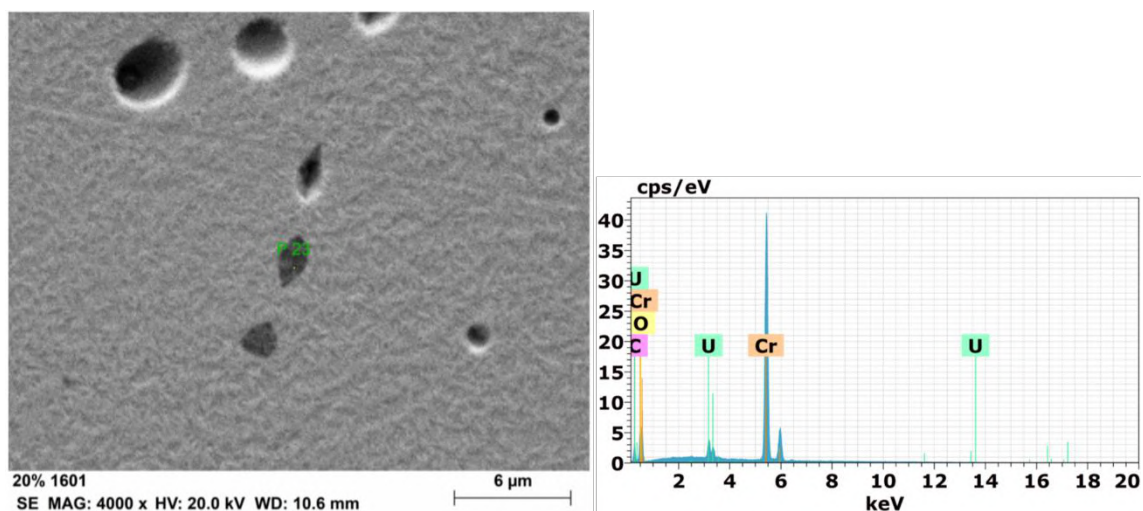 P 23
20% 1601
SE MAG: 4000 x HV: 20.0 kV WD: 10.6 mm
6 µm
cps/eV
40
35
30
25
20
15
10
5
0
U
Cr
O
C
U
Cr
U
2 4 6 8 10 12 14 16 18 20
keV